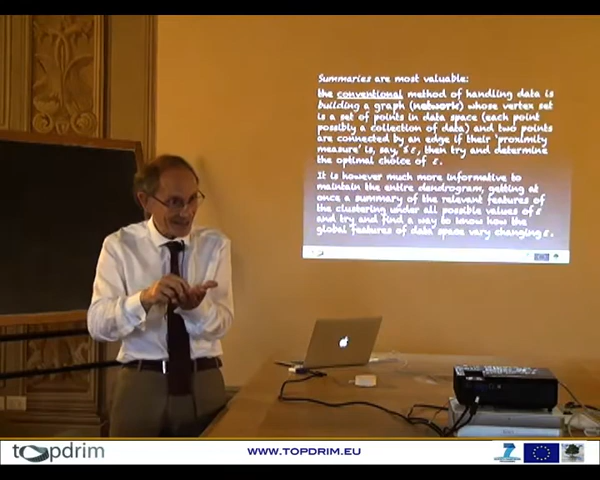 Summaries are most valuable:
the conventional method of handling data is
building a graph (network) whose vertex set
is a set of points in data space (each point
possibly a collection of data) and two points
are connected by an edge if their 'proximity
measure' is, say, ≤ ε, then try and determine
the optimal choice of ε.
It is however much more informative to
maintain the entire dendrogram, getting at
once a summary of the relevant features of
the clustering under all possible values of ε
and try and find a way to know how the
global features of data space vary changing ε.
topdrim
WWW.TOPDRIM.EU